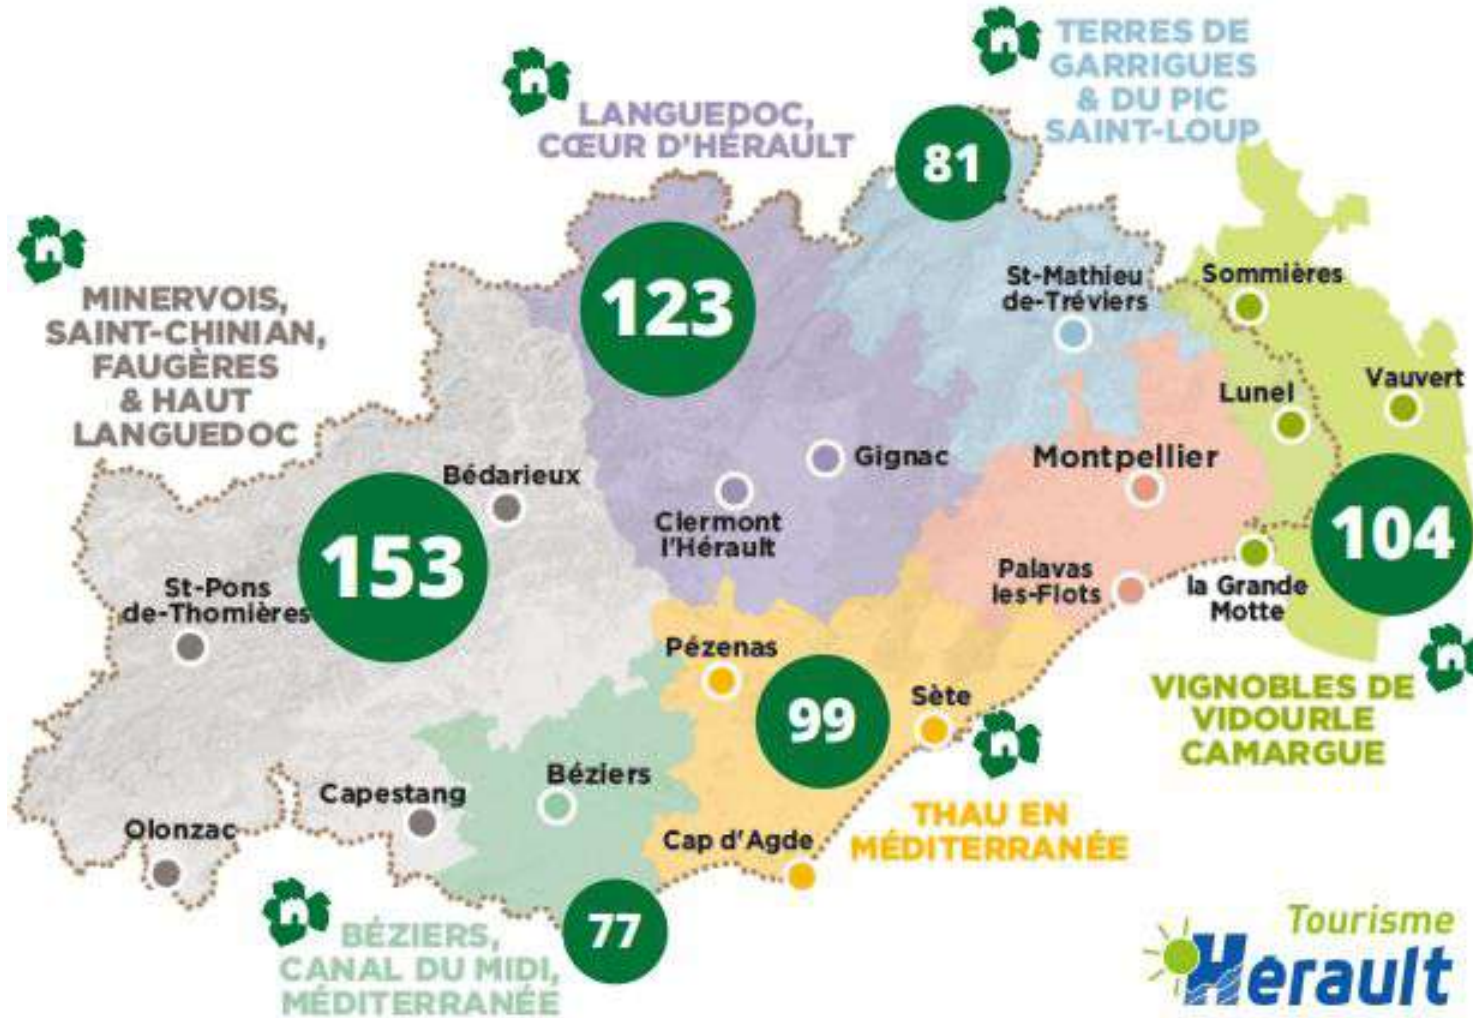 TERRES DE
GARRIGUES
& DU PIC
SAINT-LOUP
LANGUEDOC,
CŒUR D'HÉRAULT
81
123
MINERVOIS,
SAINT-CHINIAN,
FAUGÈRES
& HAUT
LANGUEDOC
St-Mathieu
de-Tréviers
Sommières
Lunel
Vauvert
Bédarieux
Gignac
Montpellier
Clermont
l'Hérault
153
104
St-Pons
de-Thomières
Palavas
les-Flots
la Grande
Motte
Pézenas
99
Sète
VIGNOBLES DE
VIDOURLE
CAMARGUE
Béziers
Capestang
Olonzac
Cap d'Agde
THAU EN
MÉDITERRANÉE
77
BÉZIERS,
CANAL DU MIDI,
MÉDITERRANÉE
Tourisme
Hérault